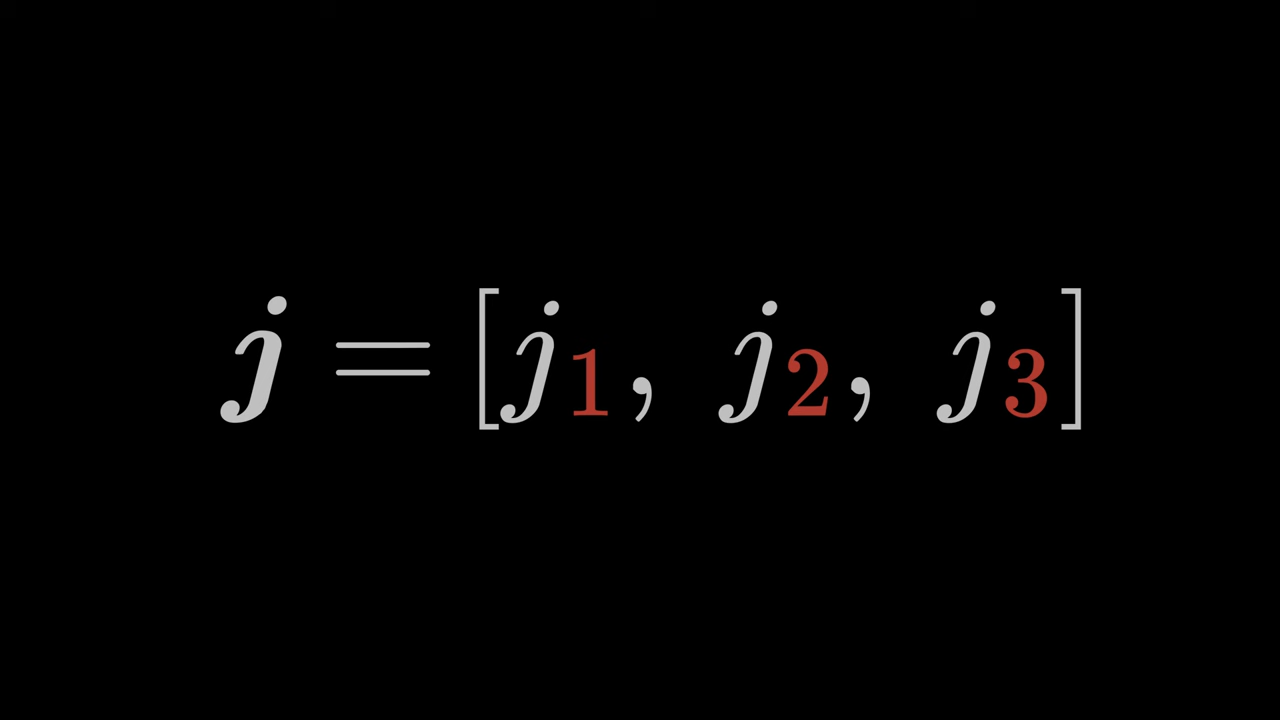 j = [j₁, j₂, j₃]